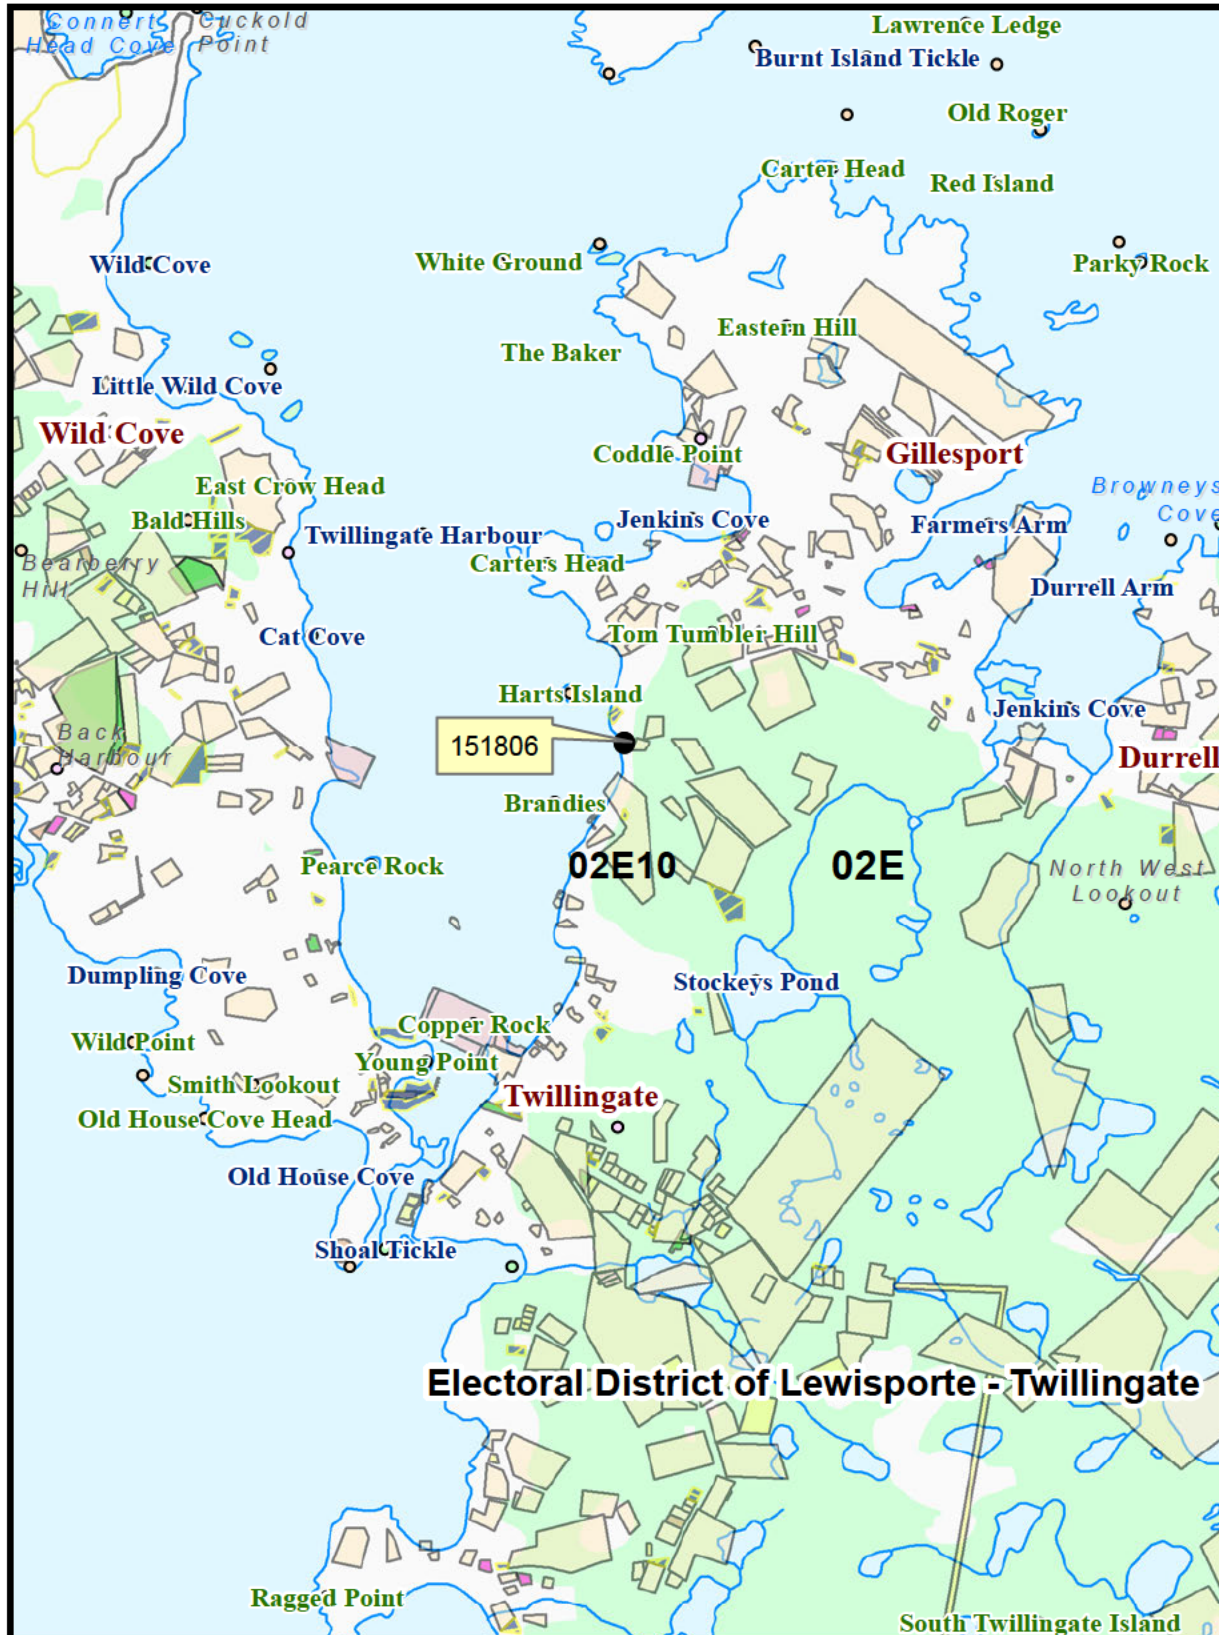 Connert
Head Cove
Cuckold
Point
Lawrence Ledge
Burnt Island Tickle
Old Roger
Carter Head
Red Island
Wild Cove
White Ground
Parky Rock
Eastern Hill
The Baker
Little Wild Cove
Wild Cove
Coddle Point
Gillesport
East Crow Head
Browneys
Cove
Bald Hills
Jenkins Cove
Farmers Arm
Twillingate Harbour
Carters Head
Bearberry
Hill
Durrell Arm
Cat Cove
Tom Tumbler Hill
Harts Island
Jenkins Cove
Back
Harbour
151806
Durrell
Brandies
Pearce Rock
02E10
02E
North West
Lookout
Dumpling Cove
Stockeys Pond
Copper Rock
Wild Point
Young Point
Smith Lookout
Twillingate
Old House Cove Head
Old House Cove
Shoal Tickle
Electoral District of Lewisporte - Twillingate
Ragged Point
South Twillingate Island